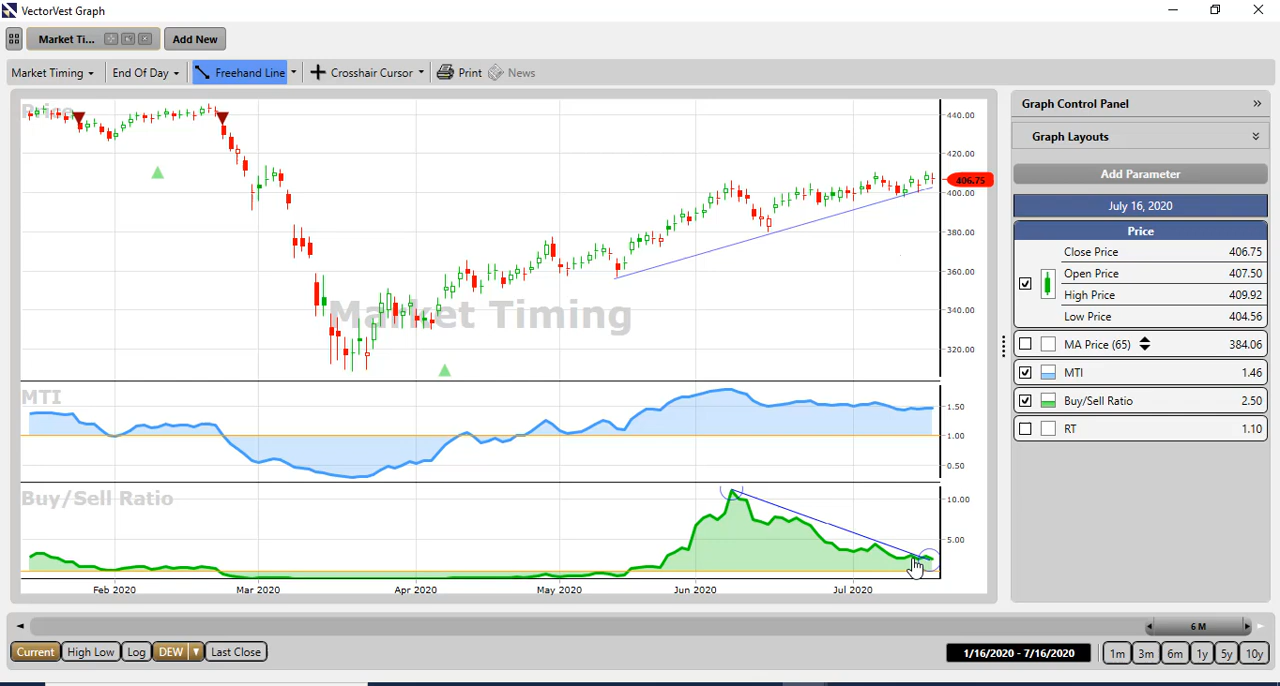 VectorVest Graph
Market Ti... Add New
Market Timing End Of Day Freehand Line Crosshair Cursor Print News
Price
440.00
420.00
406.75
400.00
380.00
360.00
340.00
320.00
Market Timing
MTI
1.50
1.00
0.50
Buy/Sell Ratio
10.00
5.00
Feb 2020 Mar 2020 Apr 2020 May 2020 Jun 2020 Jul 2020
Graph Control Panel
Graph Layouts
Add Parameter
July 16, 2020
Price
Close Price 406.75
Open Price 407.50
High Price 409.92
Low Price 404.56
MA Price (65) 384.06
MTI 1.46
Buy/Sell Ratio 2.50
RT 1.10
6 M
Current High Low Log DEW Last Close 1/16/2020 - 7/16/2020 1m 3m 6m 1y 5y 10y